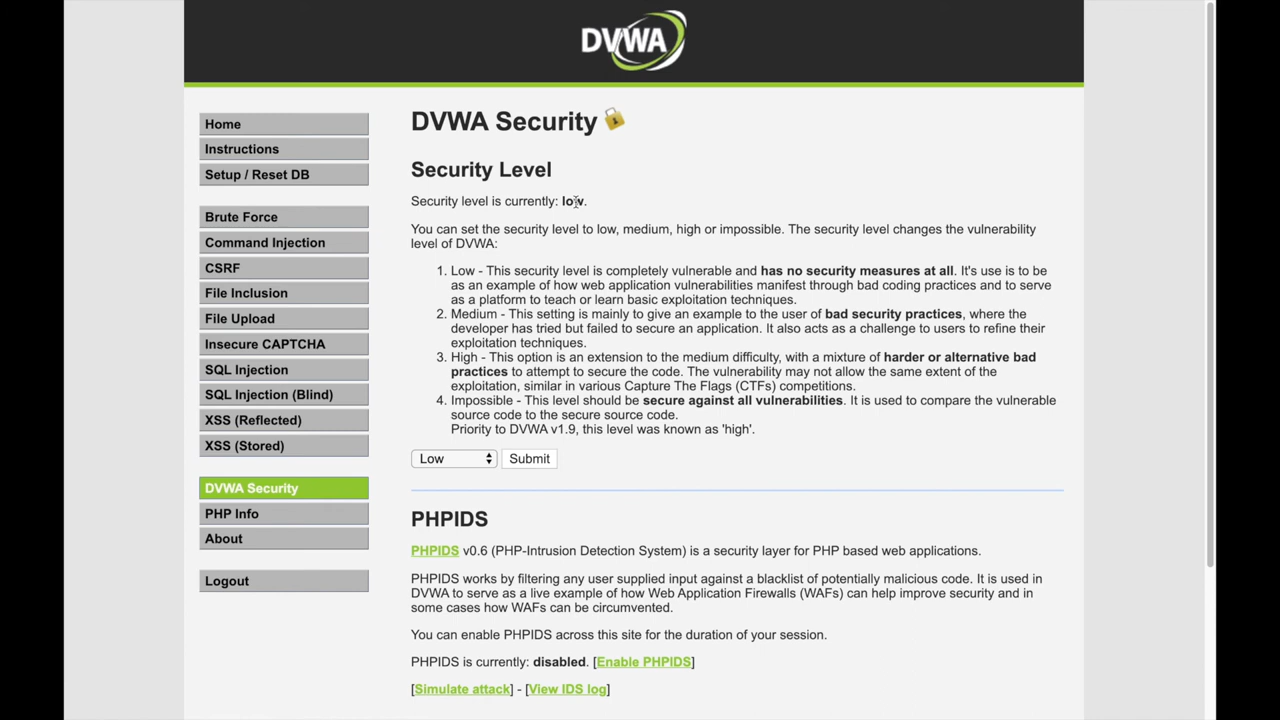 DVWA
Home
Instructions
Setup / Reset DB
Brute Force
Command Injection
CSRF
File Inclusion
File Upload
Insecure CAPTCHA
SQL Injection
SQL Injection (Blind)
XSS (Reflected)
XSS (Stored)
DVWA Security
PHP Info
About
Logout
DVWA Security
Security Level
Security level is currently: low.
You can set the security level to low, medium, high or impossible. The security level changes the vulnerability
level of DVWA:
1. Low - This security level is completely vulnerable and has no security measures at all. It's use is to be
as an example of how web application vulnerabilities manifest through bad coding practices and to serve
as a platform to teach or learn basic exploitation techniques.
2. Medium - This setting is mainly to give an example to the user of bad security practices, where the
developer has tried but failed to secure an application. It also acts as a challenge to users to refine their
exploitation techniques.
3. High - This option is an extension to the medium difficulty, with a mixture of harder or alternative bad
practices to attempt to secure the code. The vulnerability may not allow the same extent of the
exploitation, similar in various Capture The Flags (CTFs) competitions.
4. Impossible - This level should be secure against all vulnerabilities. It is used to compare the vulnerable
source code to the secure source code.
Priority to DVWA v1.9, this level was known as 'high'.
Low Submit
PHPIDS
PHPIDS v0.6 (PHP-Intrusion Detection System) is a security layer for PHP based web applications.
PHPIDS works by filtering any user supplied input against a blacklist of potentially malicious code. It is used in
DVWA to serve as a live example of how Web Application Firewalls (WAFs) can help improve security and in
some cases how WAFs can be circumvented.
You can enable PHPIDS across this site for the duration of your session.
PHPIDS is currently: disabled. [Enable PHPIDS]
[Simulate attack] - [View IDS log]